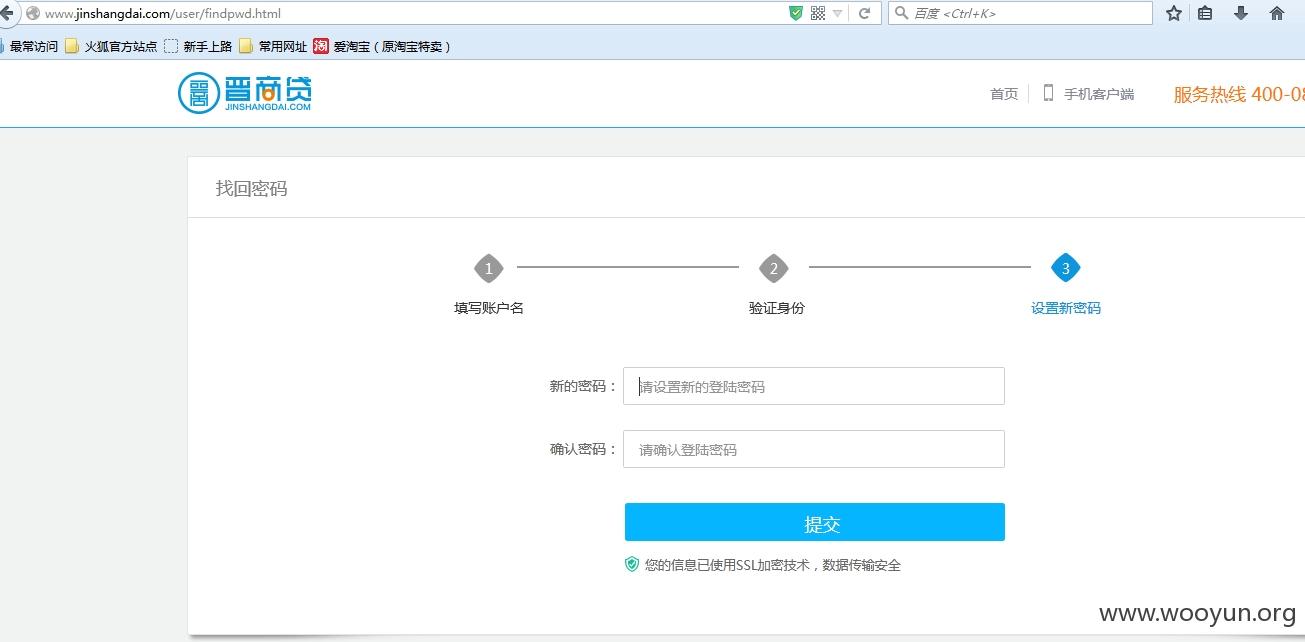 www.jinshangdai.com/user/findpwd.html
百度 <Ctrl+K>
最常访问 火狐官方站点 新手上路 常用网址 淘 爱淘宝（原淘宝特卖）
晋商贷
JINSHANGDAI.COM
首页 手机客户端 服务热线 400-08
找回密码
1 2 3
填写账户名 验证身份 设置新密码
新的密码： 请设置新的登陆密码
确认密码： 请确认登陆密码
提交
您的信息已使用SSL加密技术，数据传输安全
www.wooyun.org